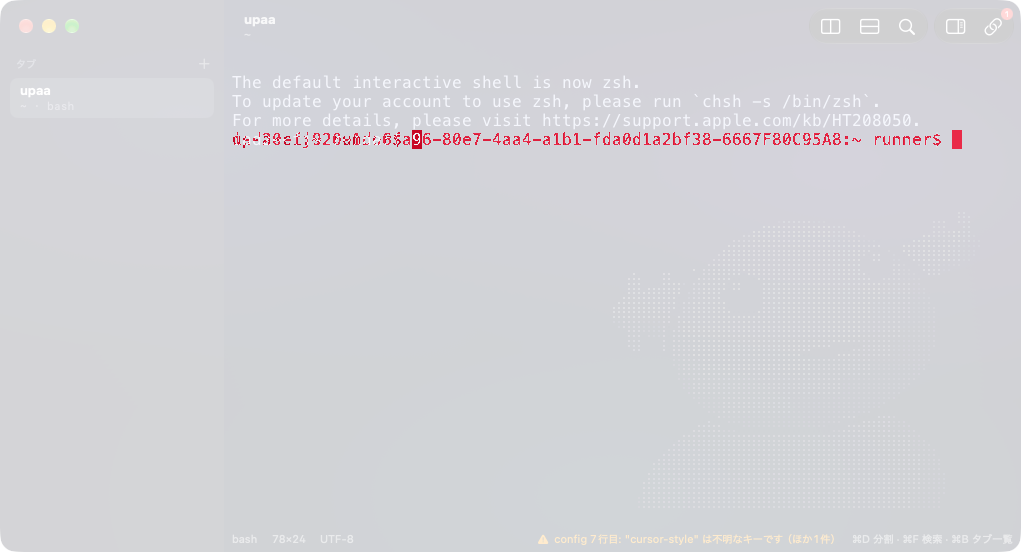 upaa
~
1
タブ
+
upaa
~ · bash
The default interactive shell is now zsh.
To update your account to use zsh, please run `chsh -s /bin/zsh`.
For more details, please visit https://support.apple.com/kb/HT208050.
6-80e7-4aa4-a1b1-fda0d1a2bf38-6667F80C95A8:~ runner$
bash 78×24 UTF-8
config 7行目: "cursor-style" は不明なキーです (ほか1件) ⌘D 分割 · ⌘F 検索 · ⌘B タブ一覧